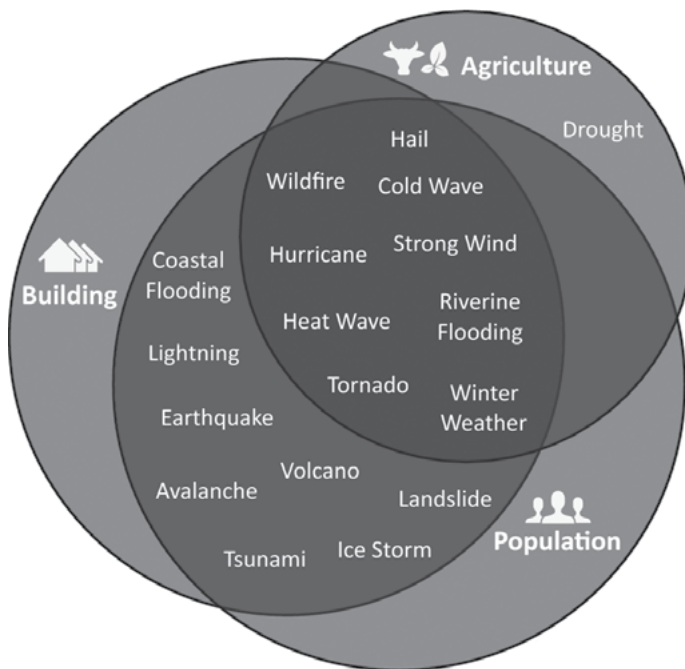 Agriculture
Drought
Hail
Wildfire
Cold Wave
Building
Coastal
Flooding
Hurricane
Strong Wind
Lightning
Heat Wave
Riverine
Flooding
Earthquake
Tornado
Winter
Weather
Avalanche
Volcano
Landslide
Tsunami
Ice Storm
Population